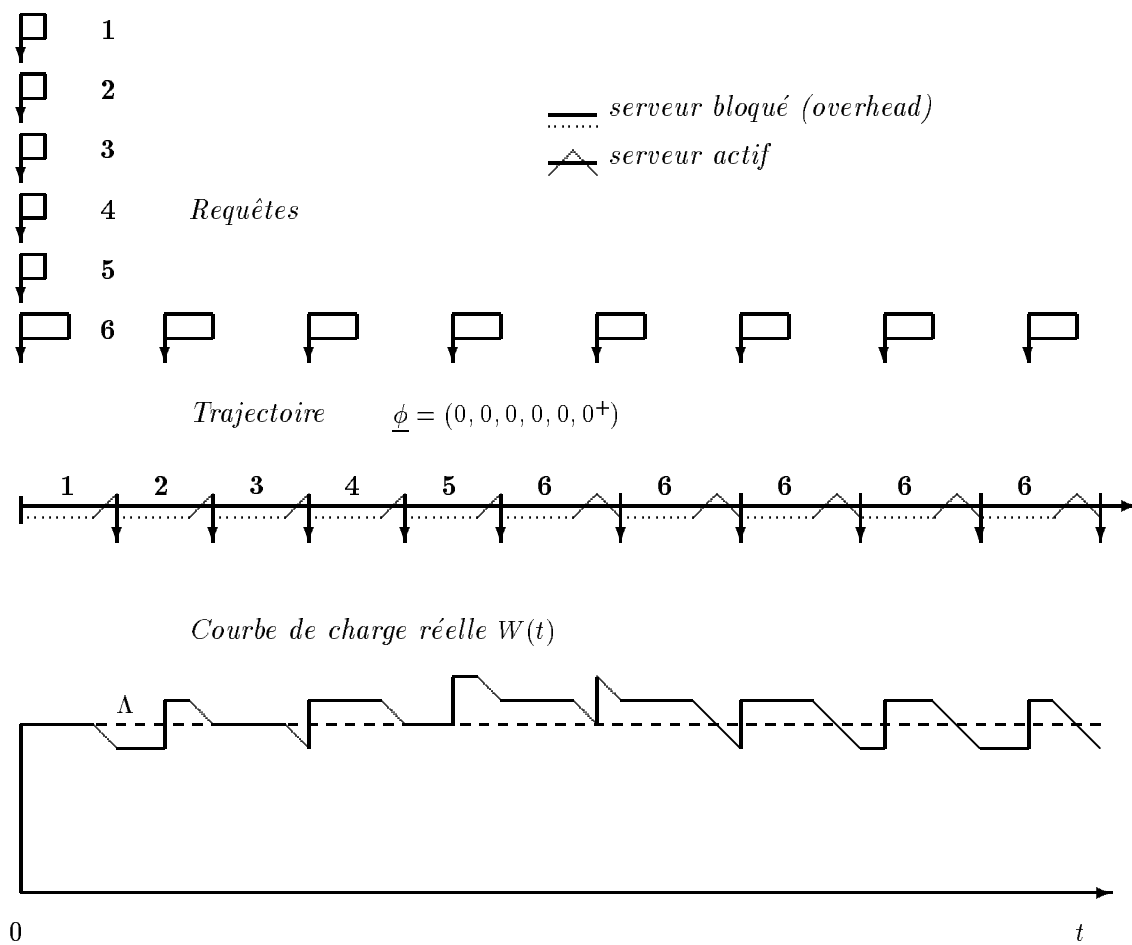 1
2
serveur bloqué (overhead)
3
serveur actif
4 Requêtes
5
6
Trajectoire ϕ = (0, 0, 0, 0, 0, 0⁺)
1 2 3 4 5 6 6 6 6 6
Courbe de charge réelle W(t)
Λ
0 t